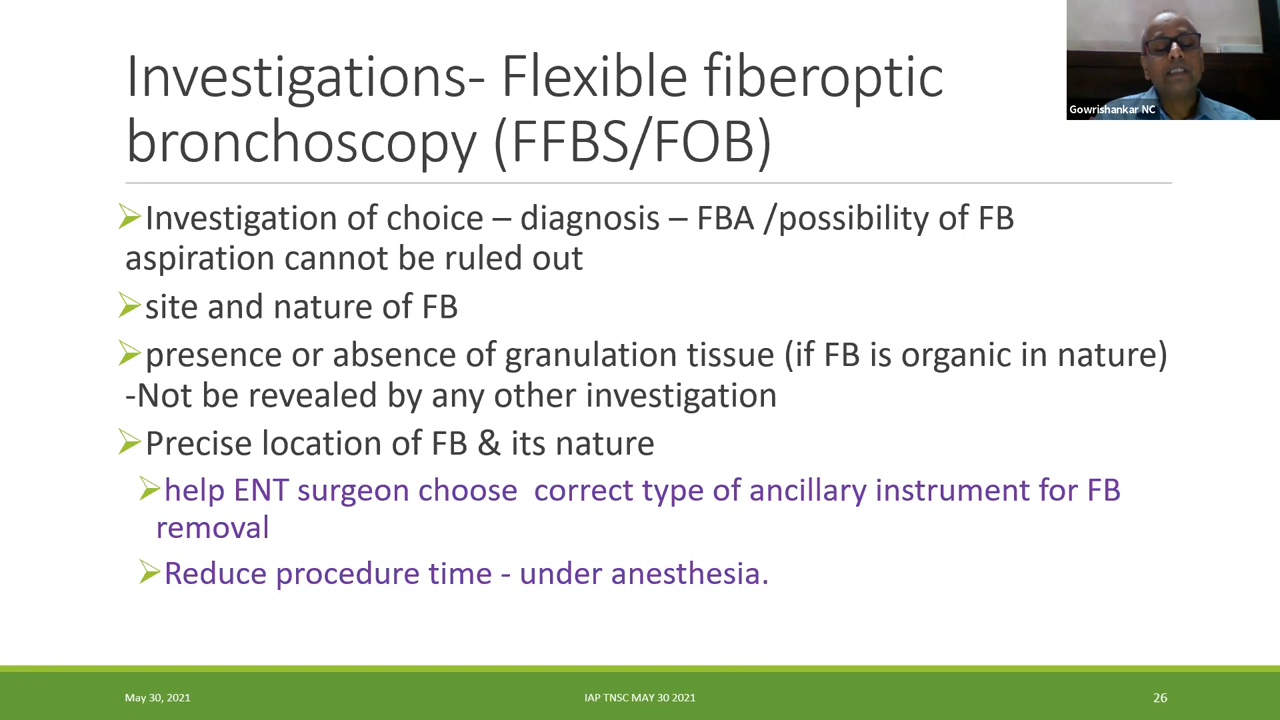 Investigations- Flexible fiberoptic
bronchoscopy (FFBS/FOB)
Gowrishankar NC
Investigation of choice – diagnosis – FBA /possibility of FB
aspiration cannot be ruled out
site and nature of FB
presence or absence of granulation tissue (if FB is organic in nature)
-Not be revealed by any other investigation
Precise location of FB & its nature
help ENT surgeon choose  correct type of ancillary instrument for FB
removal
Reduce procedure time - under anesthesia.
May 30, 2021
IAP TNSC MAY 30 2021
26